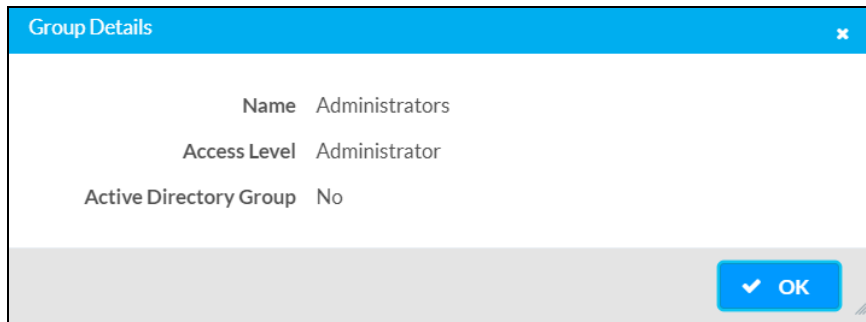 Group Details
Name Administrators
Access Level Administrator
Active Directory Group No
OK